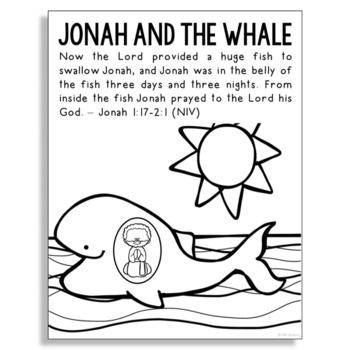 JONAH AND THE WHALE
Now the Lord provided a huge fish to
swallow Jonah, and Jonah was in the belly of
the fish three days and three nights. From
inside the fish Jonah prayed to the Lord his
God. – Jonah 1:17-2:1 (NIV)